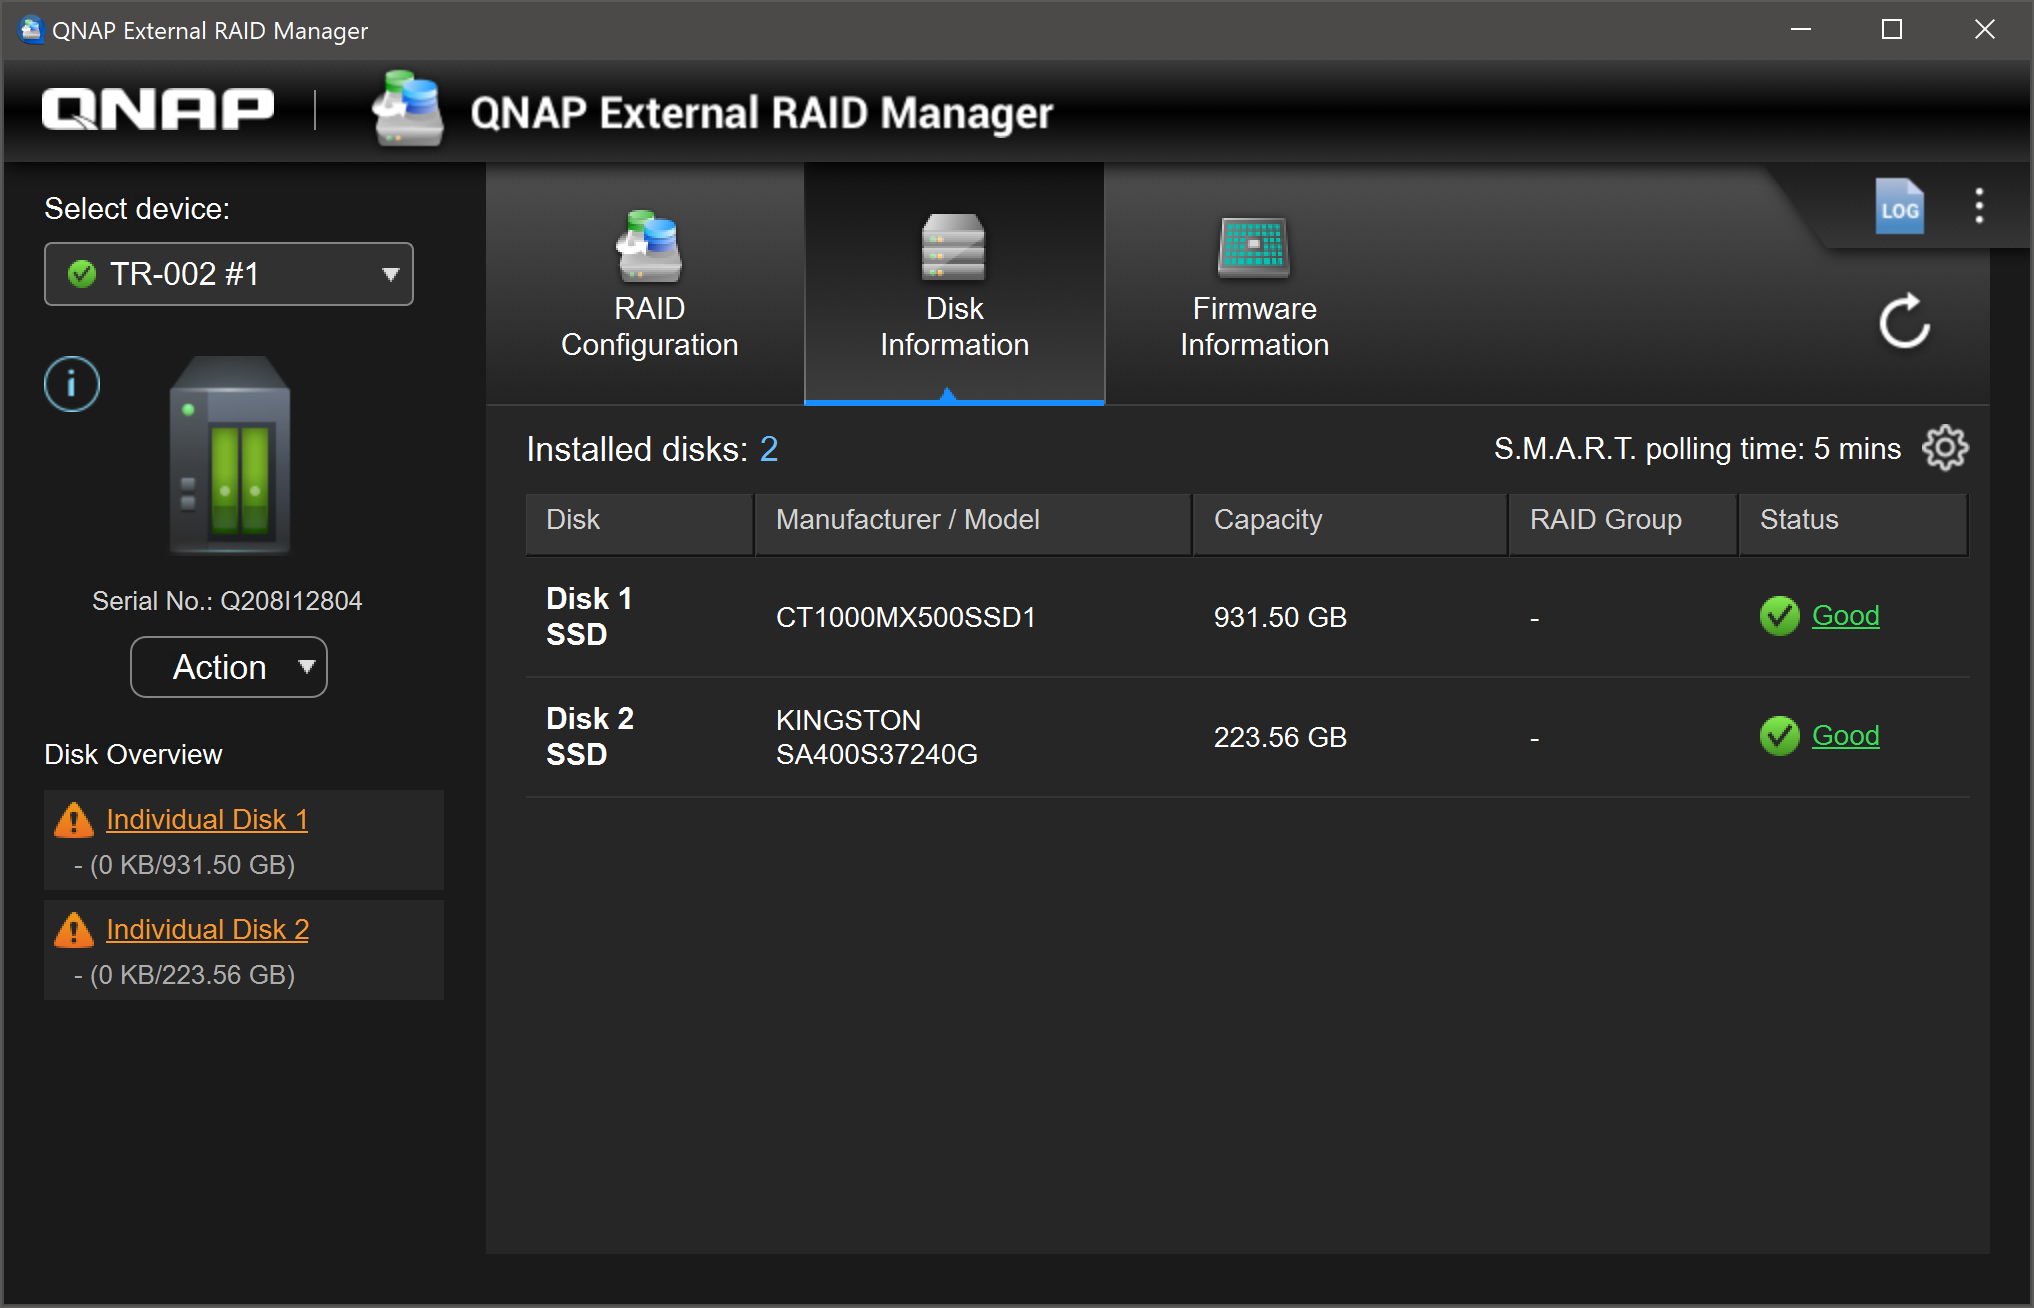 QNAP External RAID Manager
QNAP
QNAP External RAID Manager
Select device:
TR-002 #1
Serial No.: Q208I12804
Action
Disk Overview
Individual Disk 1
- (0 KB/931.50 GB)
Individual Disk 2
- (0 KB/223.56 GB)
RAID
Configuration
Disk
Information
Firmware
Information
LOG
Installed disks: 2
S.M.A.R.T. polling time: 5 mins
Disk
Manufacturer / Model
Capacity
RAID Group
Status
Disk 1
SSD
CT1000MX500SSD1
931.50 GB
-
Good
Disk 2
SSD
KINGSTON
SA400S37240G
223.56 GB
-
Good